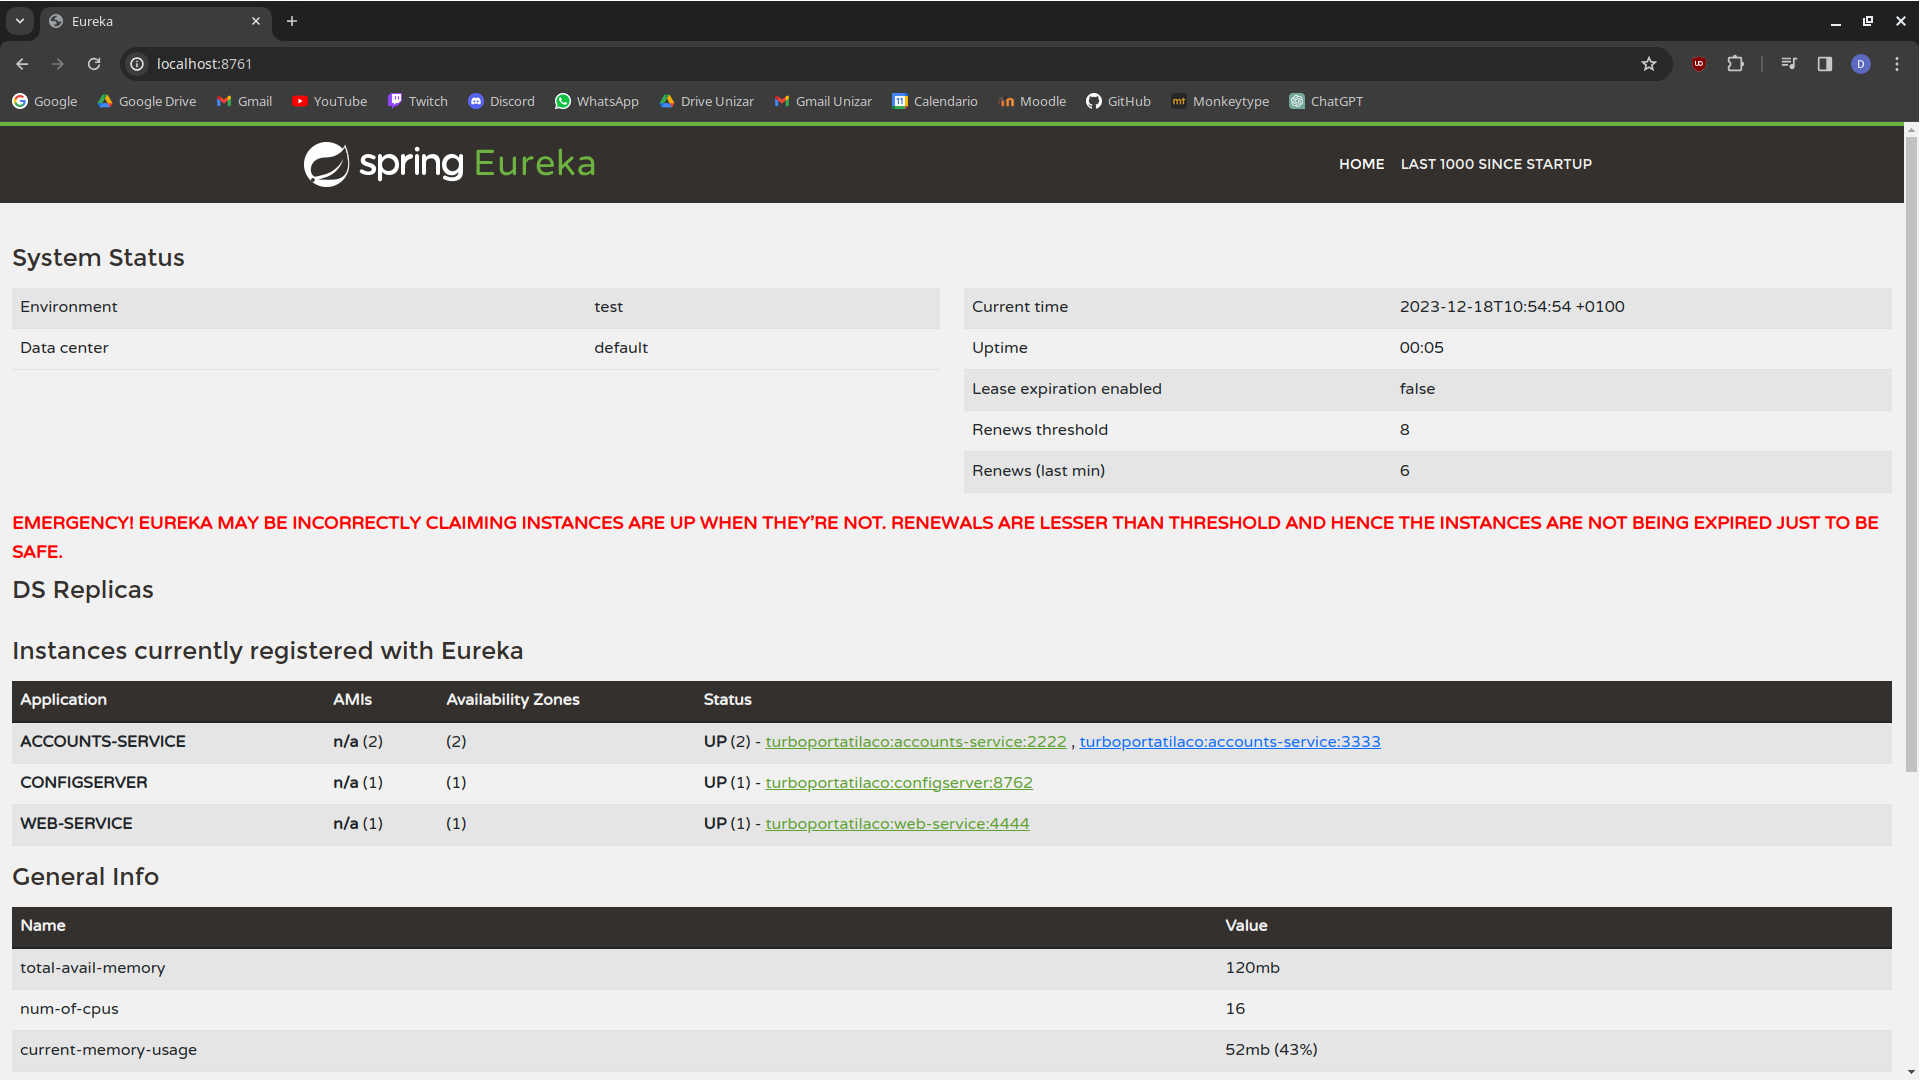 Eureka
localhost:8761
Google Google Drive Gmail YouTube Twitch Discord WhatsApp Drive Unizar Gmail Unizar Calendario Moodle GitHub Monkeytype ChatGPT
spring Eureka HOME LAST 1000 SINCE STARTUP
System Status
Environment test Current time 2023-12-18T10:54:54 +0100
Data center default Uptime 00:05
Lease expiration enabled false
Renews threshold 8
Renews (last min) 6
EMERGENCY! EUREKA MAY BE INCORRECTLY CLAIMING INSTANCES ARE UP WHEN THEY'RE NOT. RENEWALS ARE LESSER THAN THRESHOLD AND HENCE THE INSTANCES ARE NOT BEING EXPIRED JUST TO BE
SAFE.
DS Replicas
Instances currently registered with Eureka
Application AMIs Availability Zones Status
ACCOUNTS-SERVICE n/a (2) (2) UP (2) - turboportatilaco:accounts-service:2222 , turboportatilaco:accounts-service:3333
CONFIGSERVER n/a (1) (1) UP (1) - turboportatilaco:configserver:8762
WEB-SERVICE n/a (1) (1) UP (1) - turboportatilaco:web-service:4444
General Info
Name Value
total-avail-memory 120mb
num-of-cpus 16
current-memory-usage 52mb (43%)